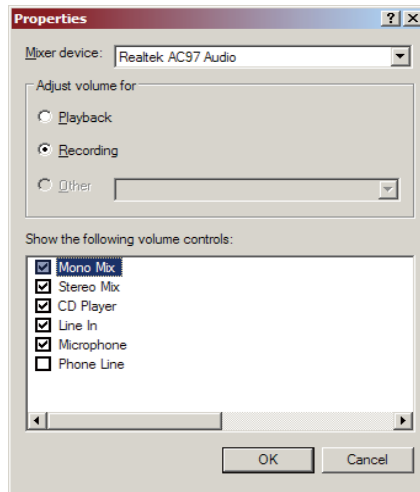 Properties
Mixer device: Realtek AC97 Audio
Adjust volume for
Playback
Recording
Other
Show the following volume controls:
Mono Mix
Stereo Mix
CD Player
Line In
Microphone
Phone Line
OK Cancel